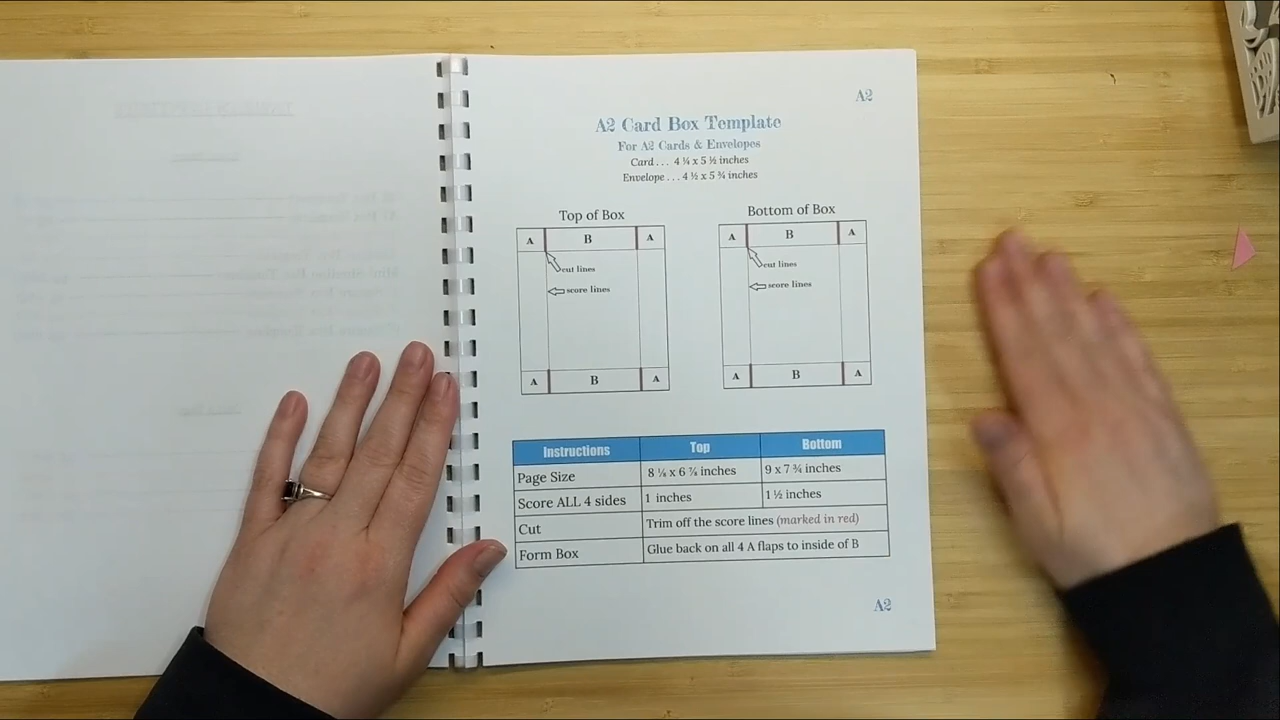 A2
A2 Card Box Template
For A2 Cards & Envelopes
Card . . . 4 ¼ x 5 ½ inches
Envelope . . . 4 ½ x 5 ¾ inches
Top of Box
A B A
cut lines
score lines
A B A
Bottom of Box
A B A
cut lines
score lines
A B A
Instructions Top Bottom
Page Size 8 x 6 inches 9 x 7 ¾ inches
Score ALL 4 sides 1 inches 1 ½ inches
Cut Trim off the score lines (marked in red)
Form Box Glue back on all 4 A flaps to inside of B
A2